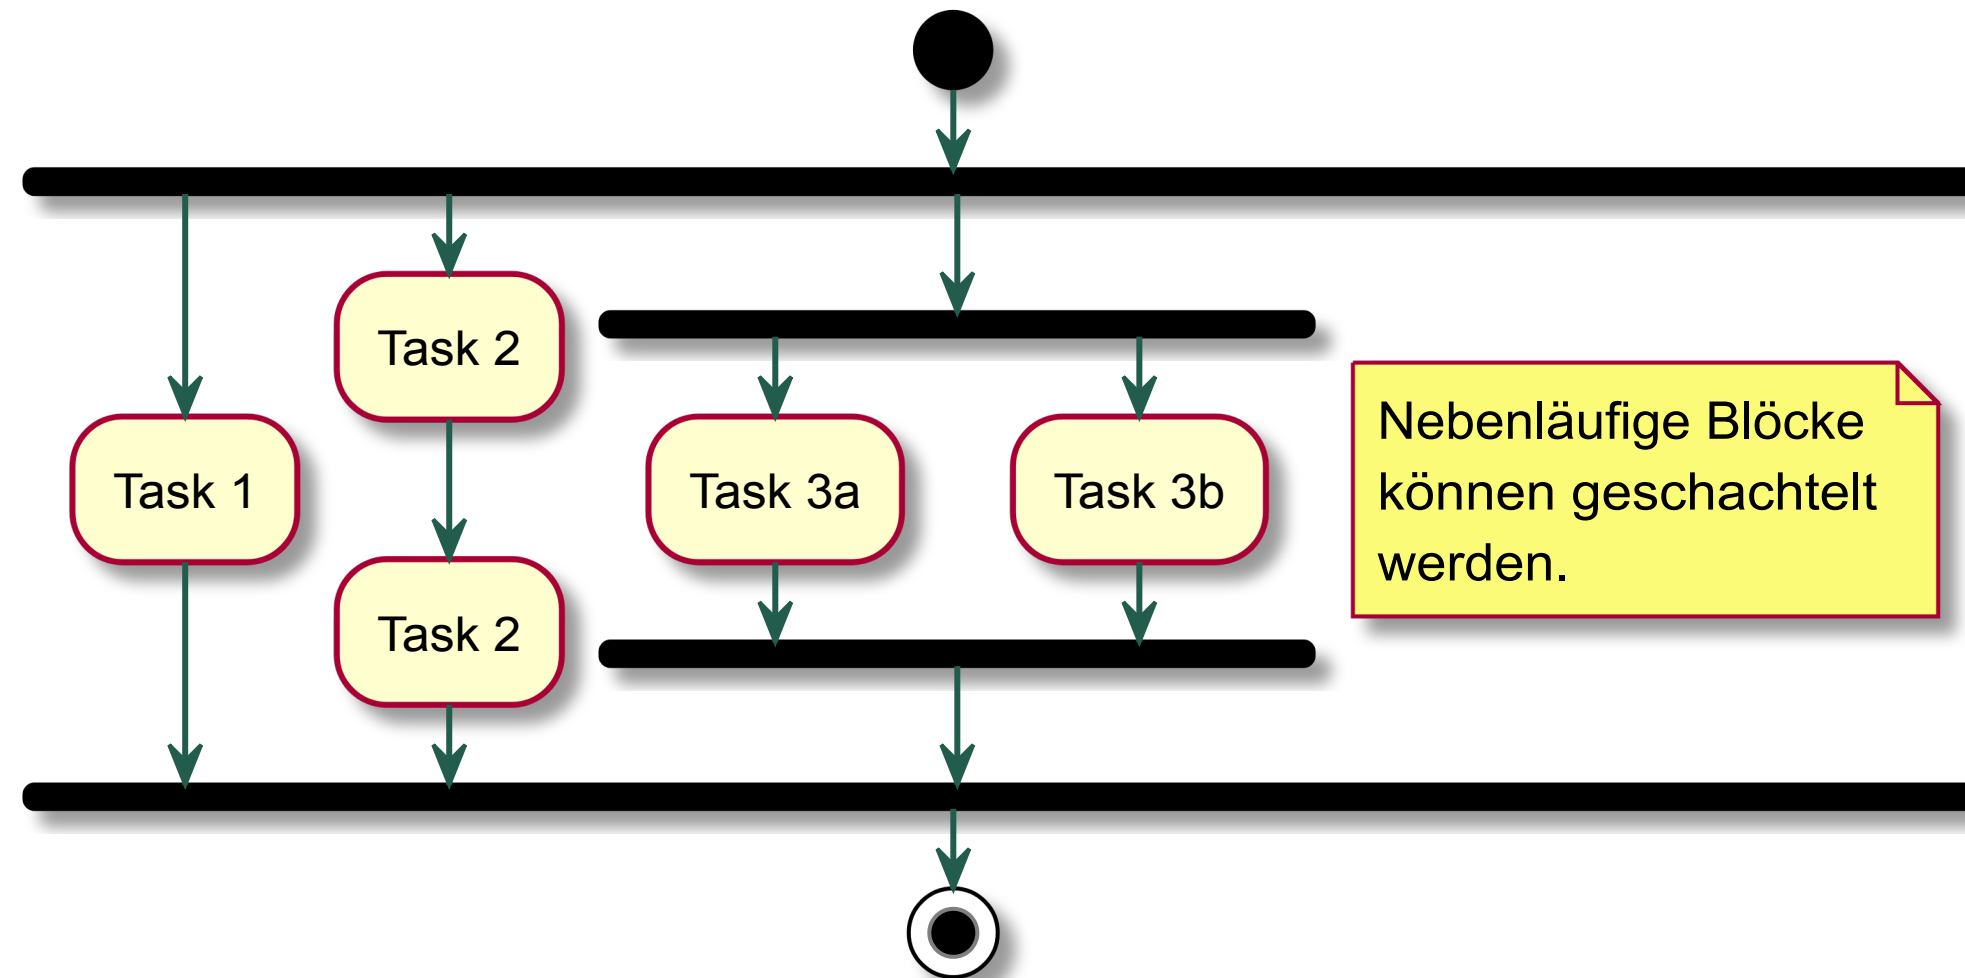 Task 2
Task 1
Task 3a
Task 3b
Task 2
Nebenläufige Blöcke
können geschachtelt
werden.